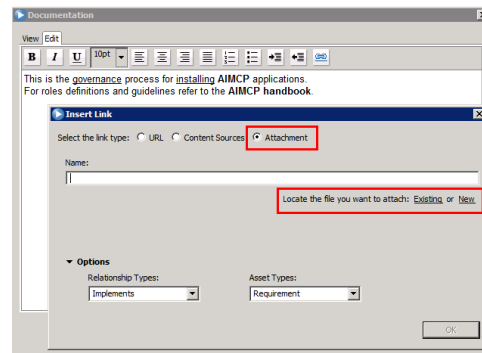 Documentation
View Edit
B I U 10pt
This is the governance process for installing AIMCP applications.
For roles definitions and guidelines refer to the AIMCP handbook.
Insert Link
Select the link type: URL Content Sources Attachment
Name:
Locate the file you want to attach: Existing or New
Options
Relationship Types: Asset Types:
Implements Requirement
OK